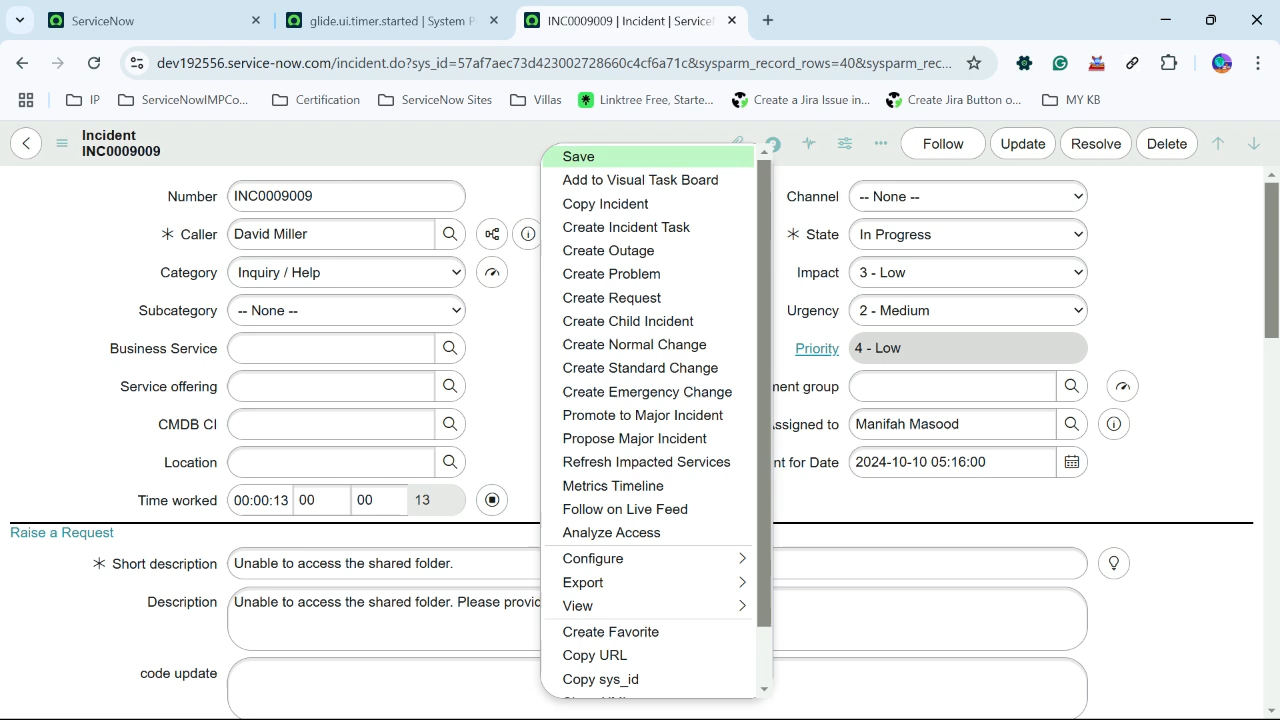 ServiceNow
glide.ui.timer.started | System P
INC0009009 | Incident | Service
dev192556.service-now.com/incident.do?sys_id=57af7aec73d423002728660c4cf6a71c&sysparm_record_rows=40&sysparm_rec...
IP
ServiceNowIMPCo...
Certification
ServiceNow Sites
Villas
Linktree Free, Starte...
Create a Jira Issue in...
Create Jira Button o...
MY KB
Incident
INC0009009
Follow
Update
Resolve
Delete
Number
INC0009009
Caller
David Miller
Category
Inquiry / Help
Subcategory
-- None --
Business Service
Service offering
CMDB CI
Location
Time worked
00:00:13
00
00
13
Save
Add to Visual Task Board
Copy Incident
Create Incident Task
Create Outage
Create Problem
Create Request
Create Child Incident
Create Normal Change
Create Standard Change
Create Emergency Change
Promote to Major Incident
Propose Major Incident
Refresh Impacted Services
Metrics Timeline
Follow on Live Feed
Analyze Access
Configure
Export
View
Create Favorite
Copy URL
Copy sys_id
Channel
-- None --
State
In Progress
Impact
3 - Low
Urgency
2 - Medium
Priority
4 - Low
ment group
ssigned to
Manifah Masood
nt for Date
2024-10-10 05:16:00
Raise a Request
Short description
Unable to access the shared folder.
Description
Unable to access the shared folder. Please provid
code update